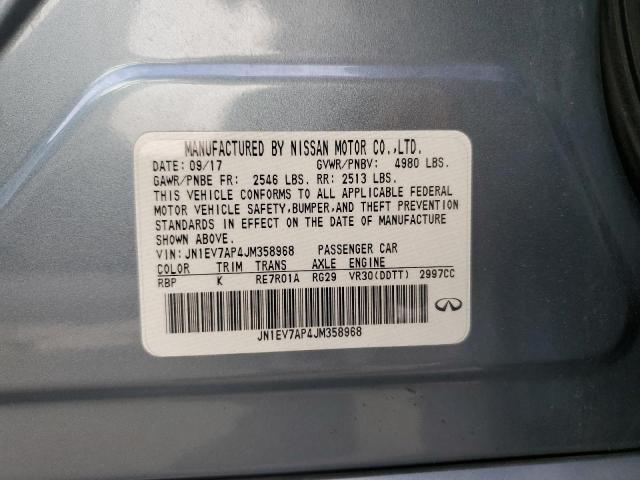 MANUFACTURED BY NISSAN MOTOR CO.,LTD.
DATE: 09/17 GVWR/PNBV: 4980 LBS.
GAWR/PNBE FR: 2546 LBS. RR: 2513 LBS.
THIS VEHICLE CONFORMS TO ALL APPLICABLE FEDERAL
MOTOR VEHICLE SAFETY,BUMPER,AND THEFT PREVENTION
STANDARDS IN EFFECT ON THE DATE OF MANUFACTURE
SHOWN ABOVE.
VIN: JN1EV7AP4JM358968 PASSENGER CAR
COLOR TRIM TRANS AXLE ENGINE
RBP K RE7R01A RG29 VR30(DDTT) 2997CC
JN1EV7AP4JM358968